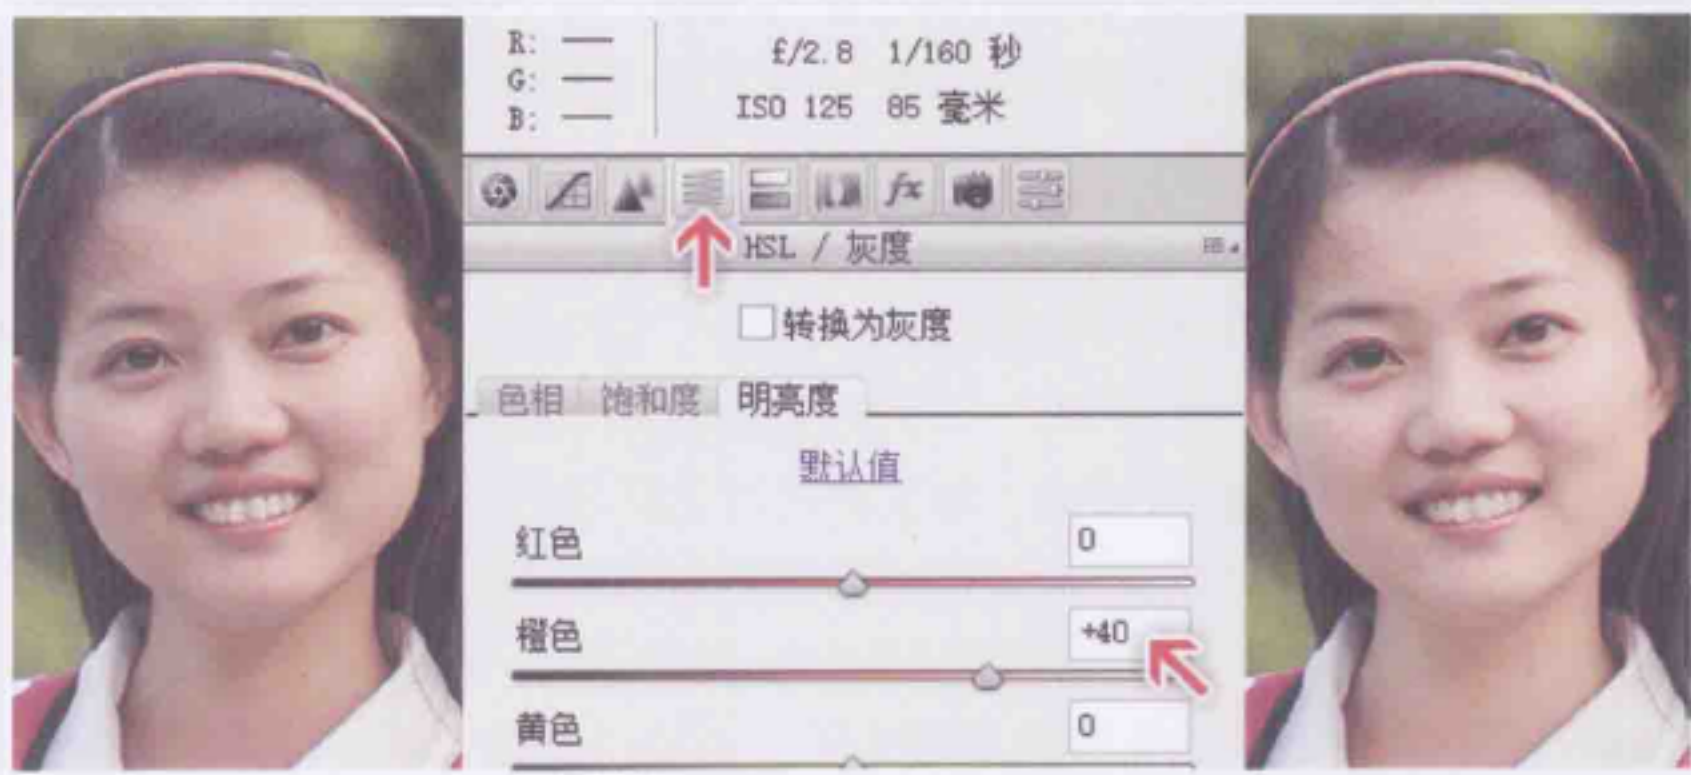 R: —
G: —
B: —
f/2.8 1/160 秒
ISO 125 85 毫米
fx
HSL / 灰度
转换为灰度
色相 饱和度 明亮度
默认值
红色 0
橙色 +40
黄色 0